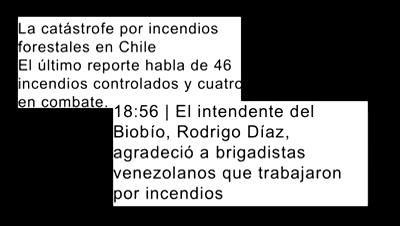 La catástrofe por incendios
forestales en Chile
El último reporte habla de 46
incendios controlados y cuatro
en combate.
18:56 | El intendente del
Biobío, Rodrigo Díaz,
agradeció a brigadistas
venezolanos que trabajaron
por incendios